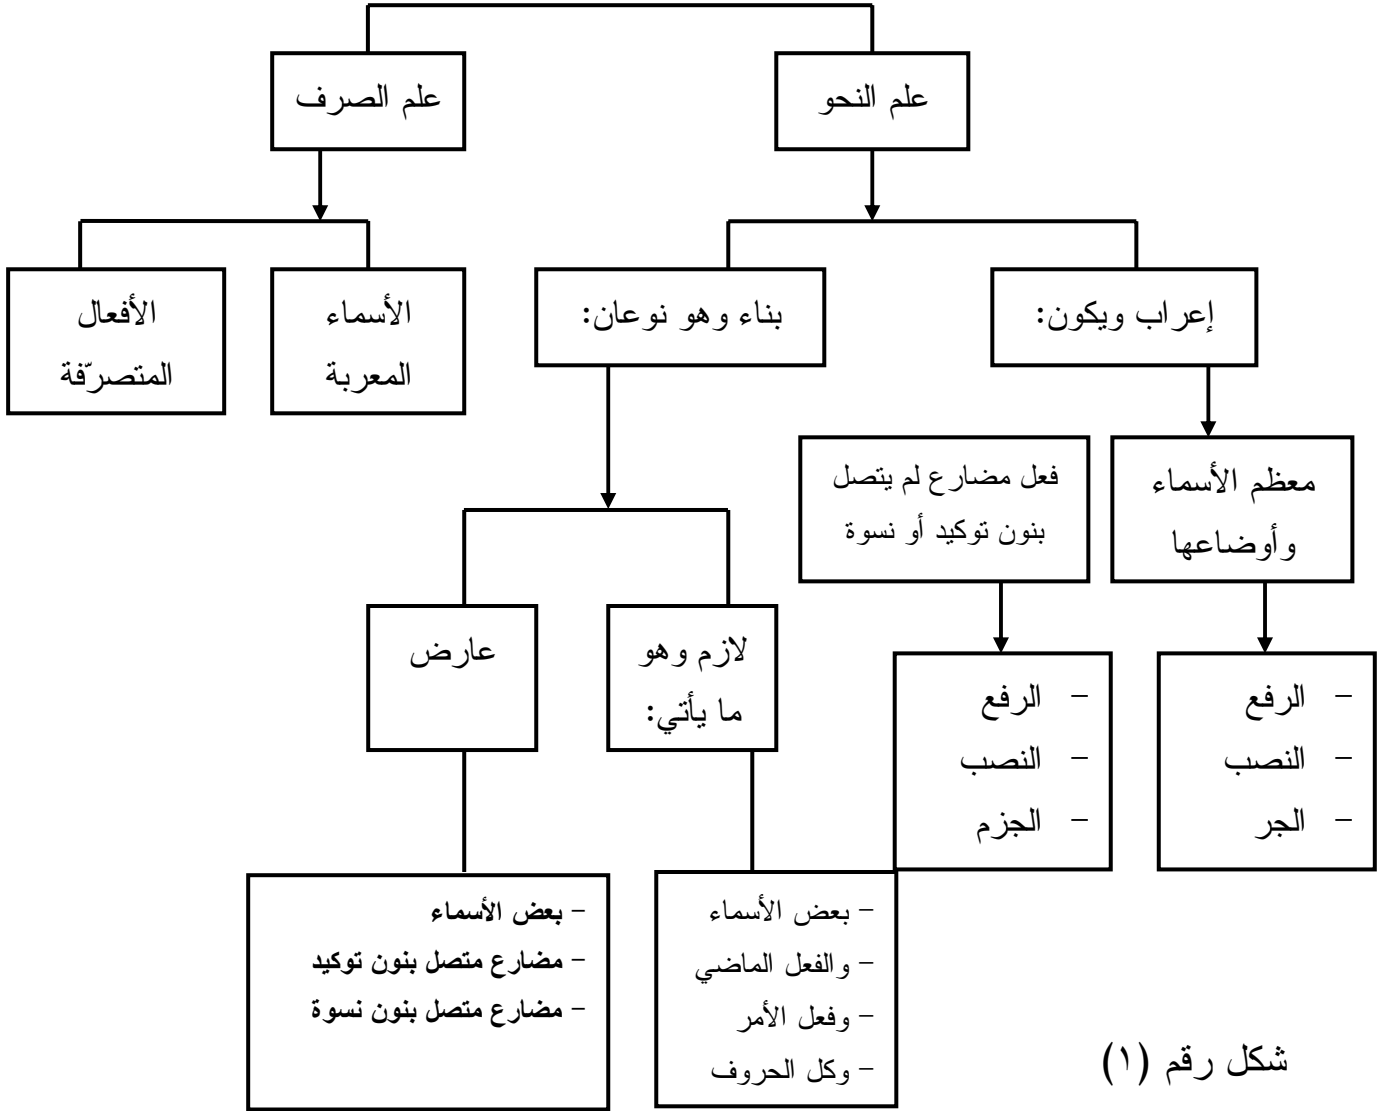 علم النحو
علم الصرف
إعراب ويكون:
بناء وهو نوعان:
الأسماء
المعربة
الأفعال
المتصرّفة
معظم الأسماء
وأوضاعها
فعل مضارع لم يتصل
بنون توكيد أو نسوة
لازم وهو
ما يأتي:
عارض
- الرفع
- النصب
- الجر
- الرفع
- النصب
- الجزم
- بعض الأسماء
- والفعل الماضي
- وفعل الأمر
- وكل الحروف
- بعض الأسماء
- مضارع متصل بنون توكيد
- مضارع متصل بنون نسوة
شكل رقم (١)